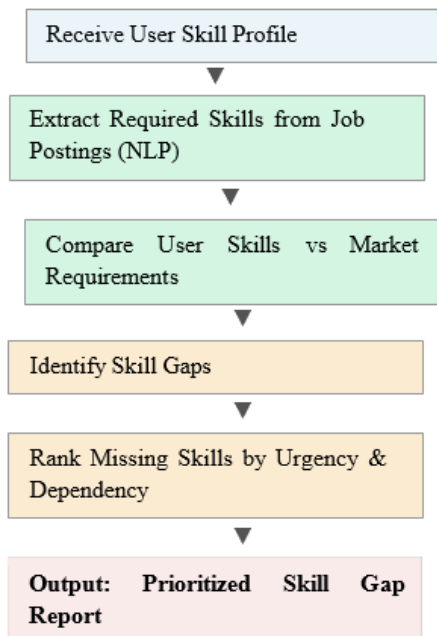 Receive User Skill Profile
Extract Required Skills from Job
Postings (NLP)
Compare User Skills vs Market
Requirements
Identify Skill Gaps
Rank Missing Skills by Urgency &
Dependency
Output: Prioritized Skill Gap
Report